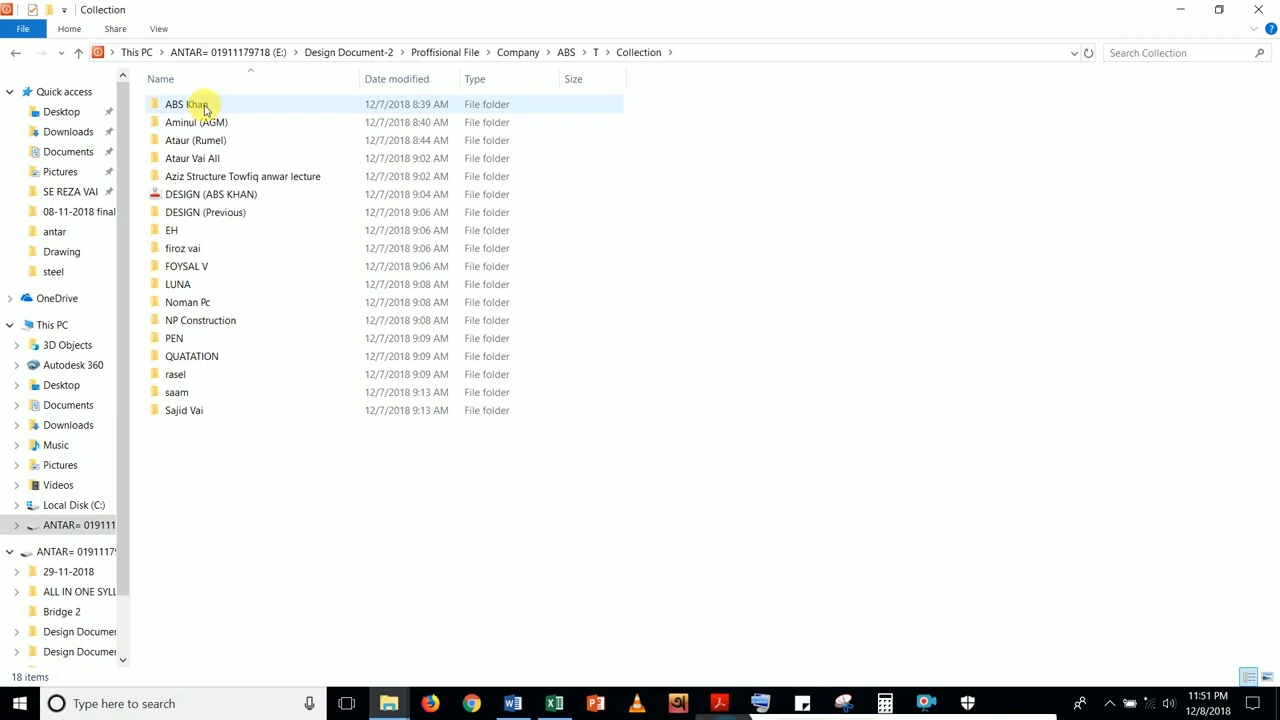 Collection
File Home Share View
This PC ANTAR= 01911179718 (E:) Design Document-2 Proffisional File Company ABS T Collection
Search Collection
Name Date modified Type Size
ABS Khan 12/7/2018 8:39 AM File folder
Aminul (AGM) 12/7/2018 8:40 AM File folder
Ataur (Rumel) 12/7/2018 8:44 AM File folder
Ataur Vai All 12/7/2018 9:02 AM File folder
Aziz Structure Towfiq anwar lecture 12/7/2018 9:02 AM File folder
DESIGN (ABS KHAN) 12/7/2018 9:04 AM File folder
DESIGN (Previous) 12/7/2018 9:06 AM File folder
EH 12/7/2018 9:06 AM File folder
firoz vai 12/7/2018 9:06 AM File folder
FOYSAL V 12/7/2018 9:06 AM File folder
LUNA 12/7/2018 9:08 AM File folder
Noman Pc 12/7/2018 9:08 AM File folder
NP Construction 12/7/2018 9:08 AM File folder
PEN 12/7/2018 9:09 AM File folder
QUATATION 12/7/2018 9:09 AM File folder
rasel 12/7/2018 9:09 AM File folder
saam 12/7/2018 9:13 AM File folder
Sajid Vai 12/7/2018 9:13 AM File folder
Quick access
Desktop
Downloads
Documents
Pictures
SE REZA VAI
08-11-2018 final
antar
Drawing
steel
OneDrive
This PC
3D Objects
Autodesk 360
Desktop
Documents
Downloads
Music
Pictures
Videos
Local Disk (C:)
ANTAR= 01911
ANTAR= 0191117
29-11-2018
ALL IN ONE SYLL
Bridge 2
Design Docume
Design Docume
18 items
Type here to search
11:51 PM
12/8/2018